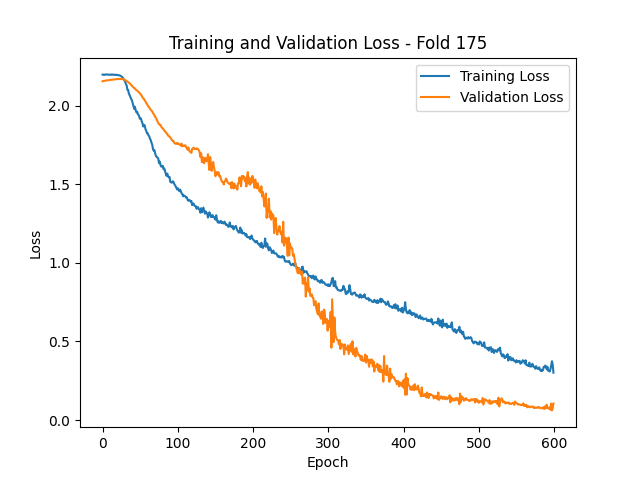 Training and Validation Loss - Fold 175
Training Loss
Validation Loss
Loss
2.0
1.5
1.0
0.5
0.0
0 100 200 300 400 500 600
Epoch